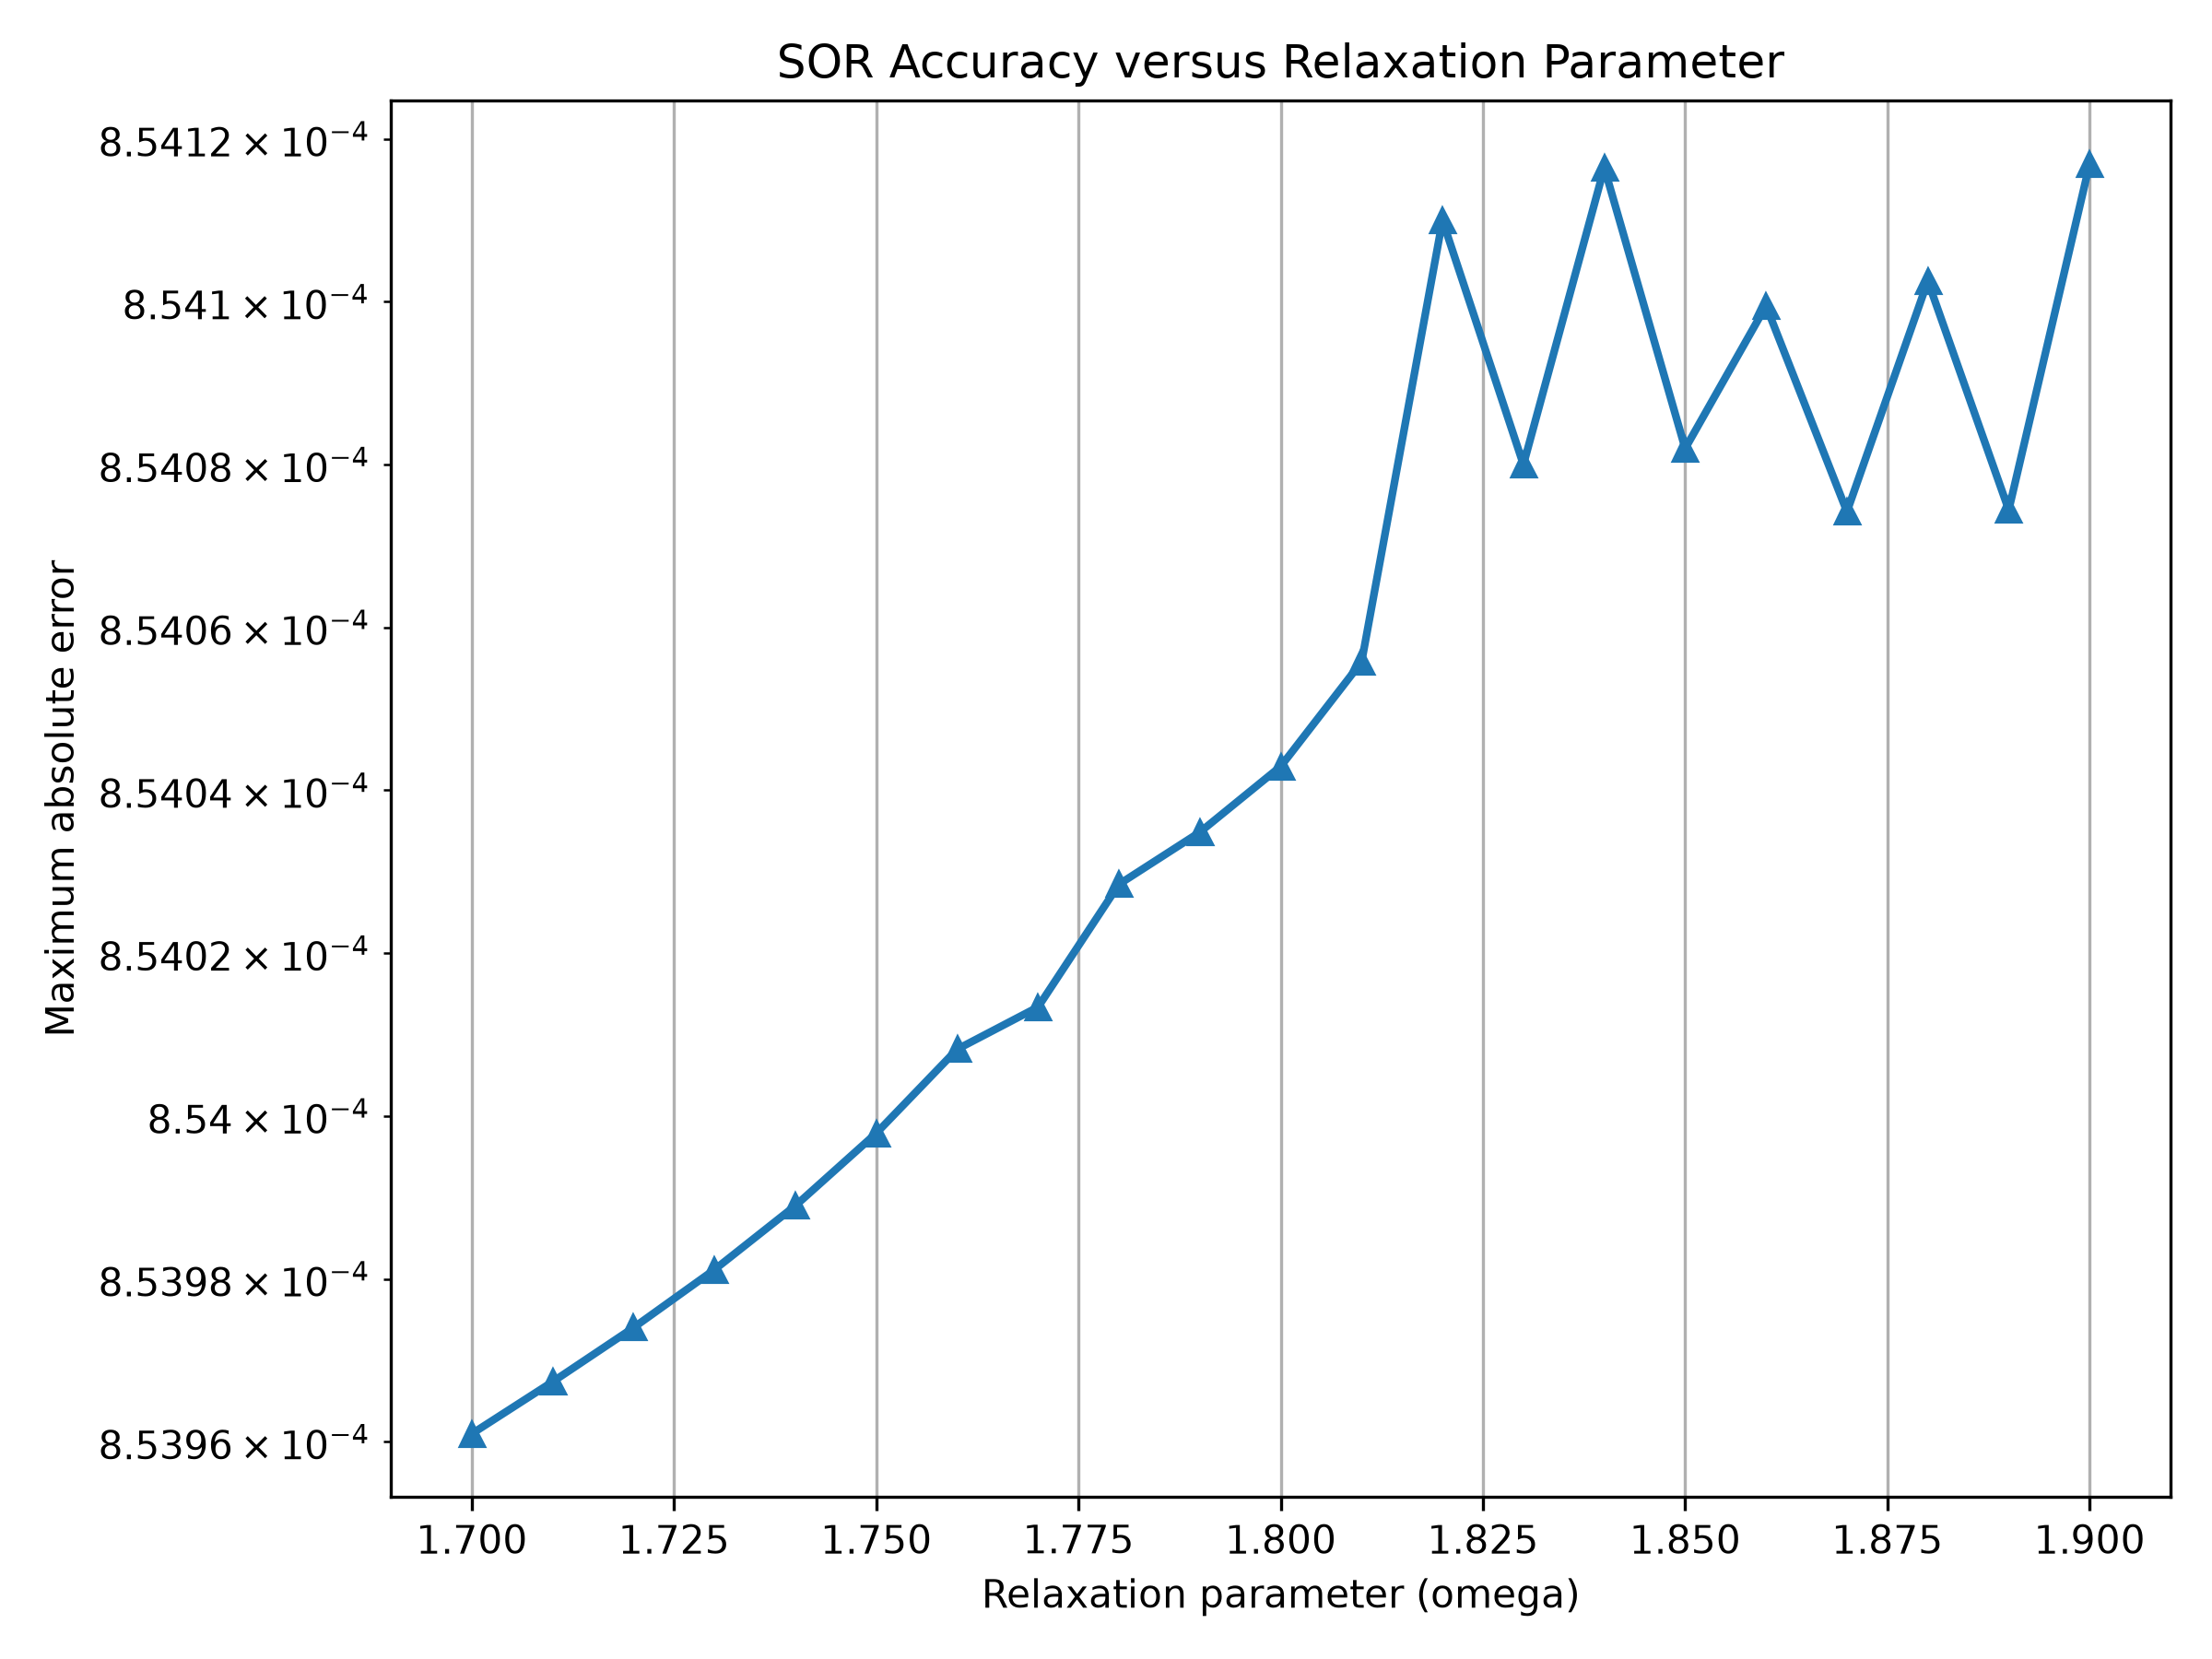 SOR Accuracy versus Relaxation Parameter
Maximum absolute error
8.5412 × 10⁻⁴
8.541 × 10⁻⁴
8.5408 × 10⁻⁴
8.5406 × 10⁻⁴
8.5404 × 10⁻⁴
8.5402 × 10⁻⁴
8.54 × 10⁻⁴
8.5398 × 10⁻⁴
8.5396 × 10⁻⁴
1.700 1.725 1.750 1.775 1.800 1.825 1.850 1.875 1.900
Relaxation parameter (omega)